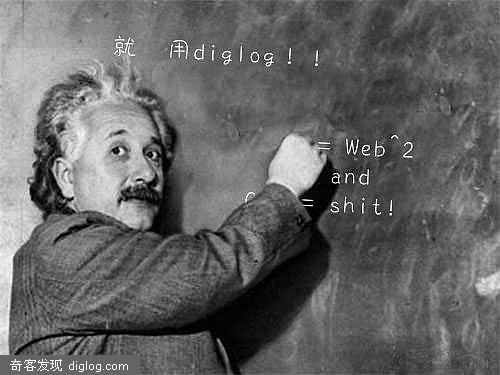 就 用diglog！！
= Web^2
and
= shit!
奇客发现 diglog.com